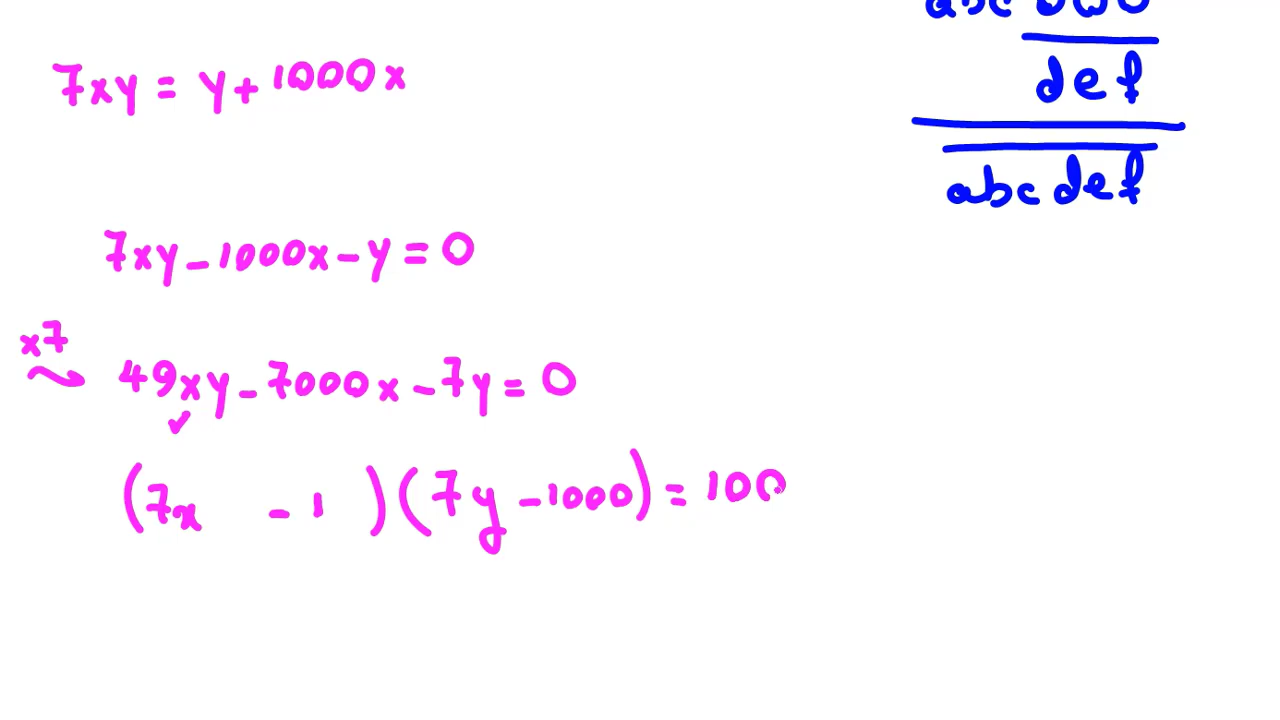 7xy = y + 1000x
def
abcdef
7xy - 1000x - y = 0
x7
49xy - 7000x - 7y = 0
(7x - 1)(7y - 1000) = 100